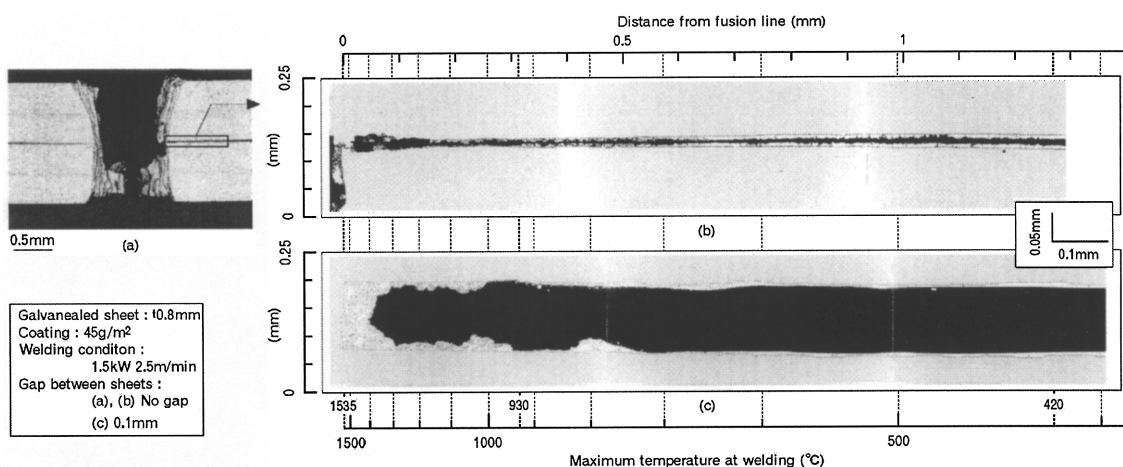 Distance from fusion line (mm)
0
0.5
1
0.25
(mm)
0
0.5mm
(a)
(b)
0.05mm
0.1mm
0.25
(mm)
0
Galvanealed sheet : t0.8mm
Coating : 45g/m²
Welding conditon :
1.5kW 2.5m/min
Gap between sheets :
(a), (b) No gap
(c) 0.1mm
1535
930
(c)
420
1500
1000
500
Maximum temperature at welding (°C)